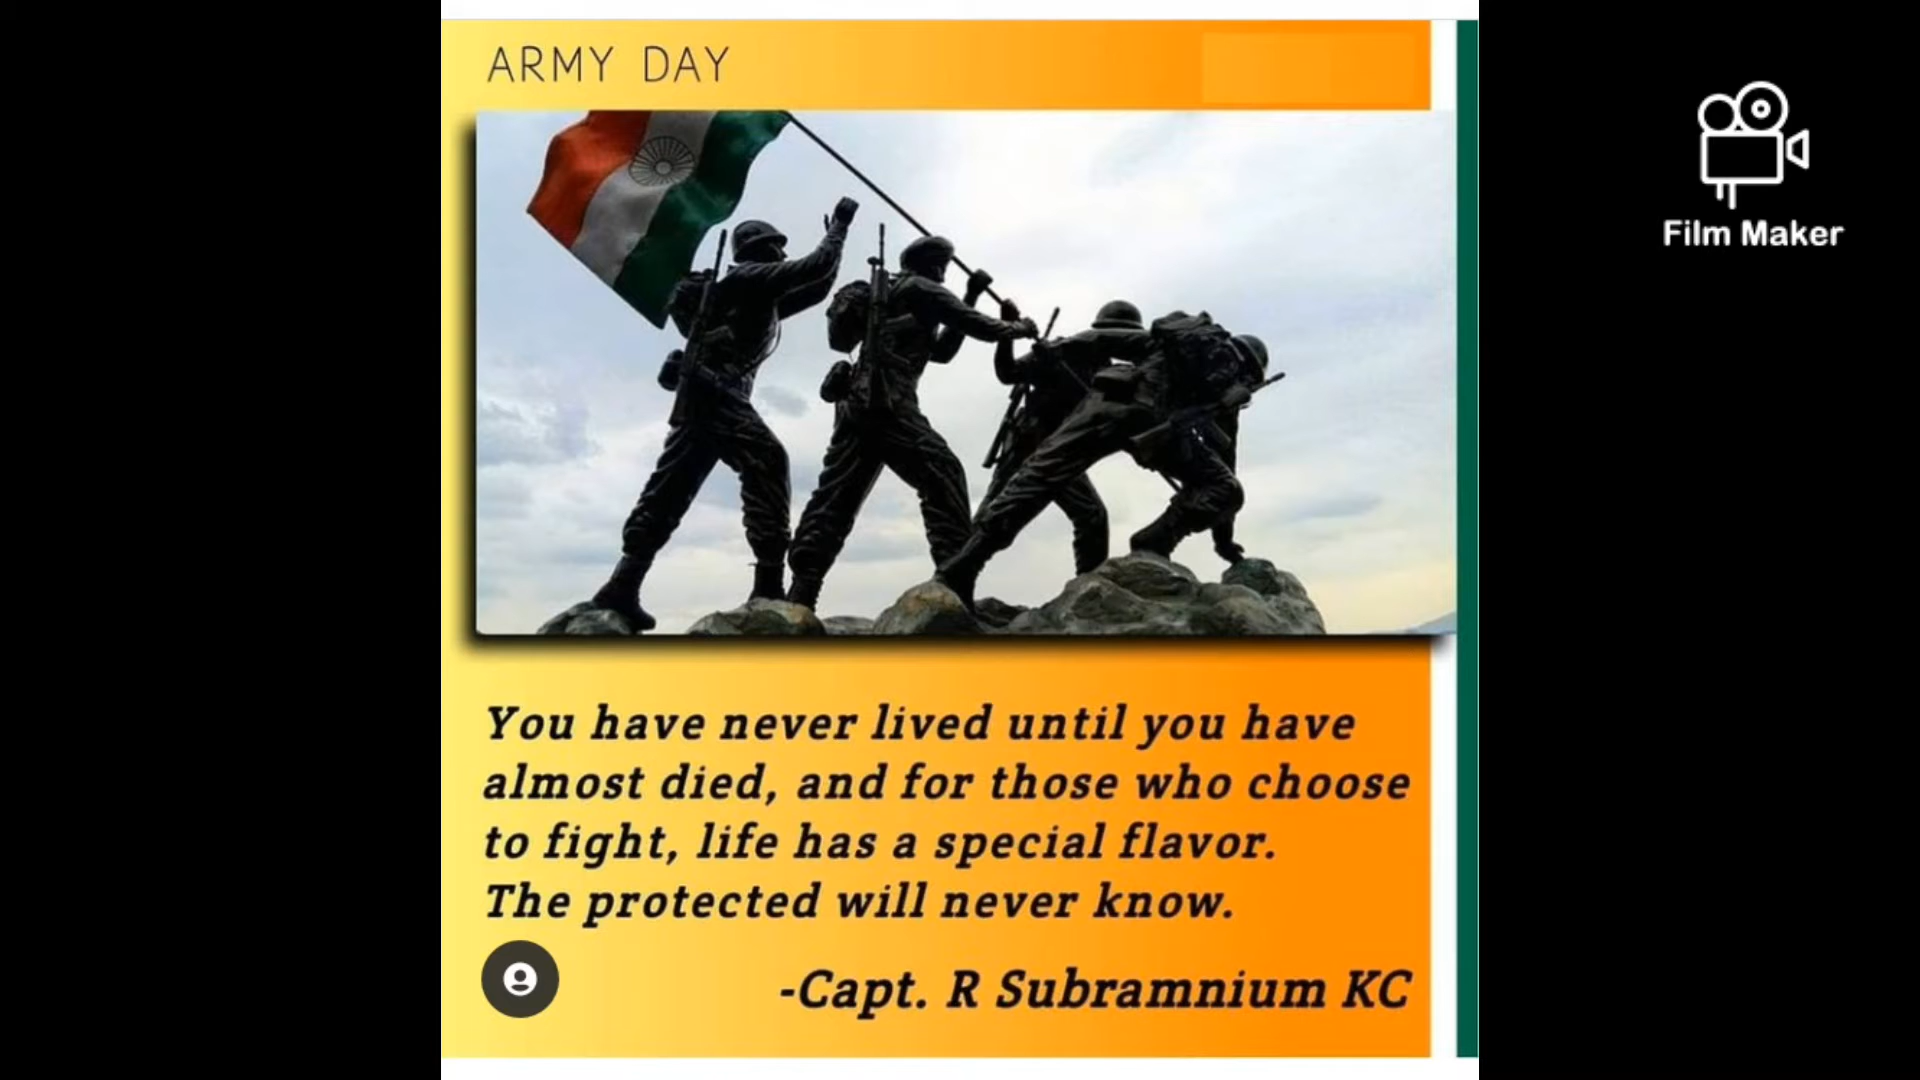 ARMY DAY
Film Maker
You have never lived until you have
almost died, and for those who choose
to fight, life has a special flavor.
The protected will never know.
-Capt. R Subramnium KC